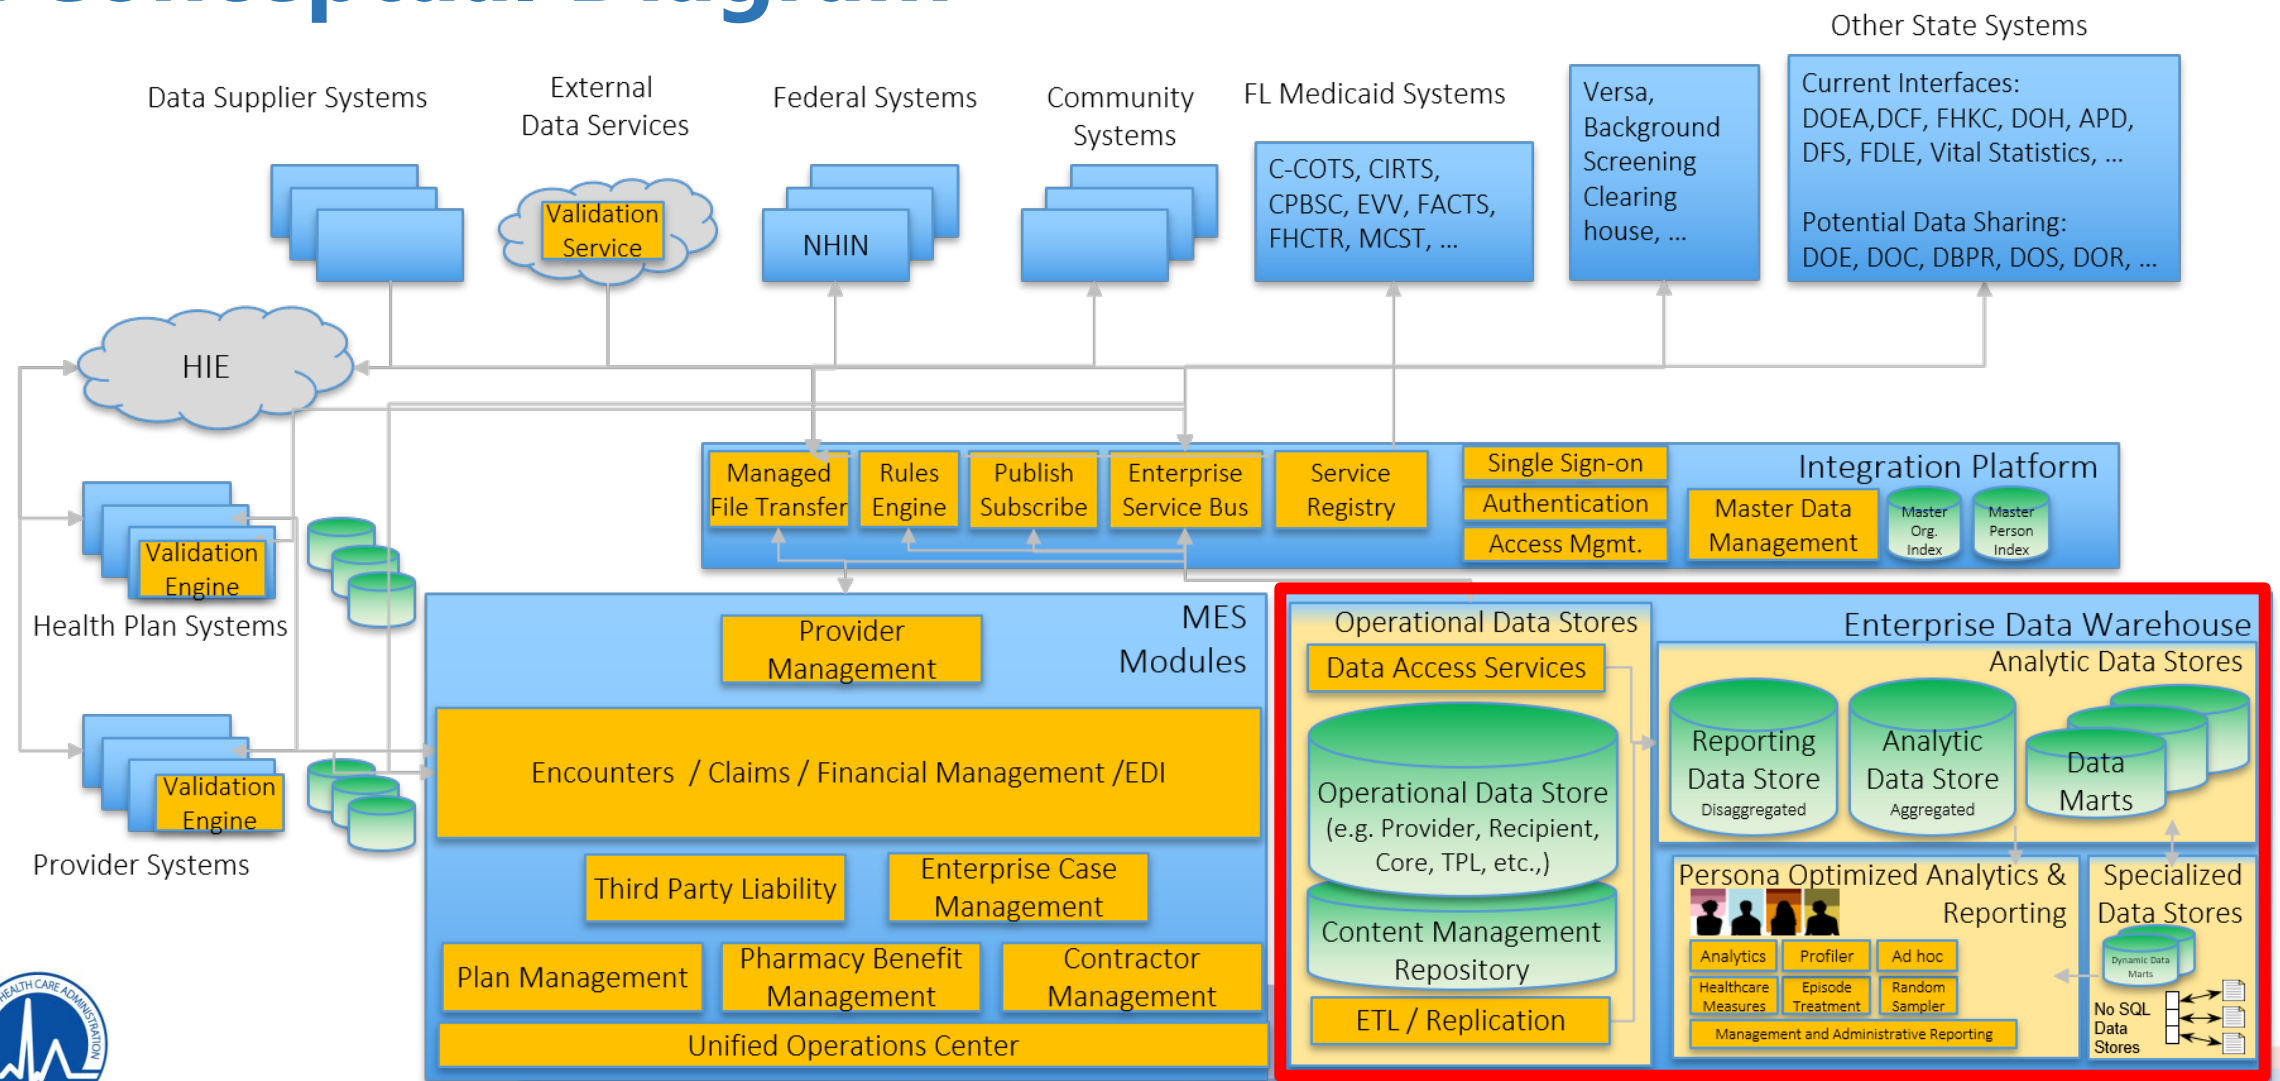 Conceptual Diagram
Other State Systems
Data Supplier Systems
External
Data Services
Federal Systems
Community
Systems
FL Medicaid Systems
Versa,
Background
Screening
Clearing
house, ...
Current Interfaces:
DOEA,DCF, FHKC, DOH, APD,
DFS, FDLE, Vital Statistics, ...
Potential Data Sharing:
DOE, DOC, DBPR, DOS, DOR, ...
C-COTS, CIRTS,
CPBSC, EVV, FACTS,
FHCTR, MCST, ...
Validation
Service
NHIN
HIE
Managed
File Transfer
Rules
Engine
Publish
Subscribe
Enterprise
Service Bus
Service
Registry
Single Sign-on
Authentication
Access Mgmt.
Integration Platform
Master Data
Management
Master
Org.
Index
Master
Person
Index
Validation
Engine
Health Plan Systems
Validation
Engine
Provider Systems
MES
Modules
Provider
Management
Encounters / Claims / Financial Management /EDI
Third Party Liability
Enterprise Case
Management
Plan Management
Pharmacy Benefit
Management
Contractor
Management
Unified Operations Center
Operational Data Stores
Data Access Services
Operational Data Store
(e.g. Provider, Recipient,
Core, TPL, etc.,)
Content Management
Repository
ETL / Replication
Enterprise Data Warehouse
Analytic Data Stores
Reporting
Data Store
Disaggregated
Analytic
Data Store
Aggregated
Data
Marts
Persona Optimized Analytics &
Reporting
Analytics
Profiler
Ad hoc
Healthcare
Measures
Episode
Treatment
Random
Sampler
Management and Administrative Reporting
Specialized
Data Stores
Dynamic Data
Marts
No SQL
Data
Stores
HEALTH CARE ADMINISTRATION